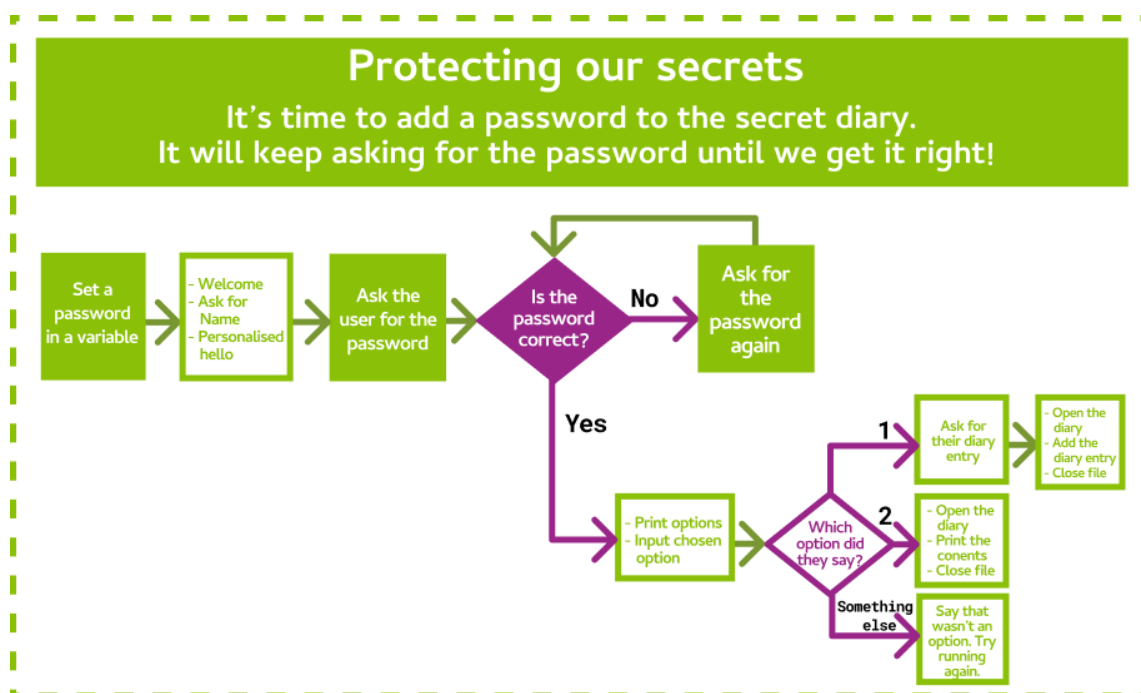 Protecting our secrets
It's time to add a password to the secret diary.
It will keep asking for the password until we get it right!
Set a
password
in a variable
- Welcome
- Ask for
Name
- Personalised
hello
Ask the
user for the
password
Is the
password
correct?
No
Ask for
the
password
again
Yes
- Print options
- Input chosen
option
Which
option did
they say?
1
Ask for
their diary
entry
- Open the
diary
- Add the
diary entry
- Close file
2
- Open the
diary
- Print the
conents
- Close file
Something
else
Say that
wasn't an
option. Try
running
again.